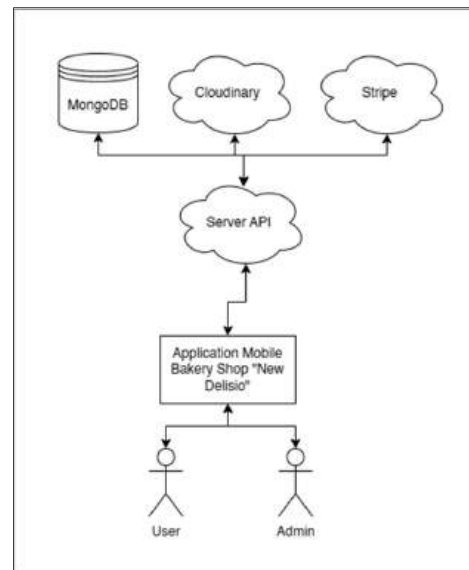 MongoDB
Cloudinary
Stripe
Server API
Application Mobile
Bakery Shop "New
Delisio"
User
Admin